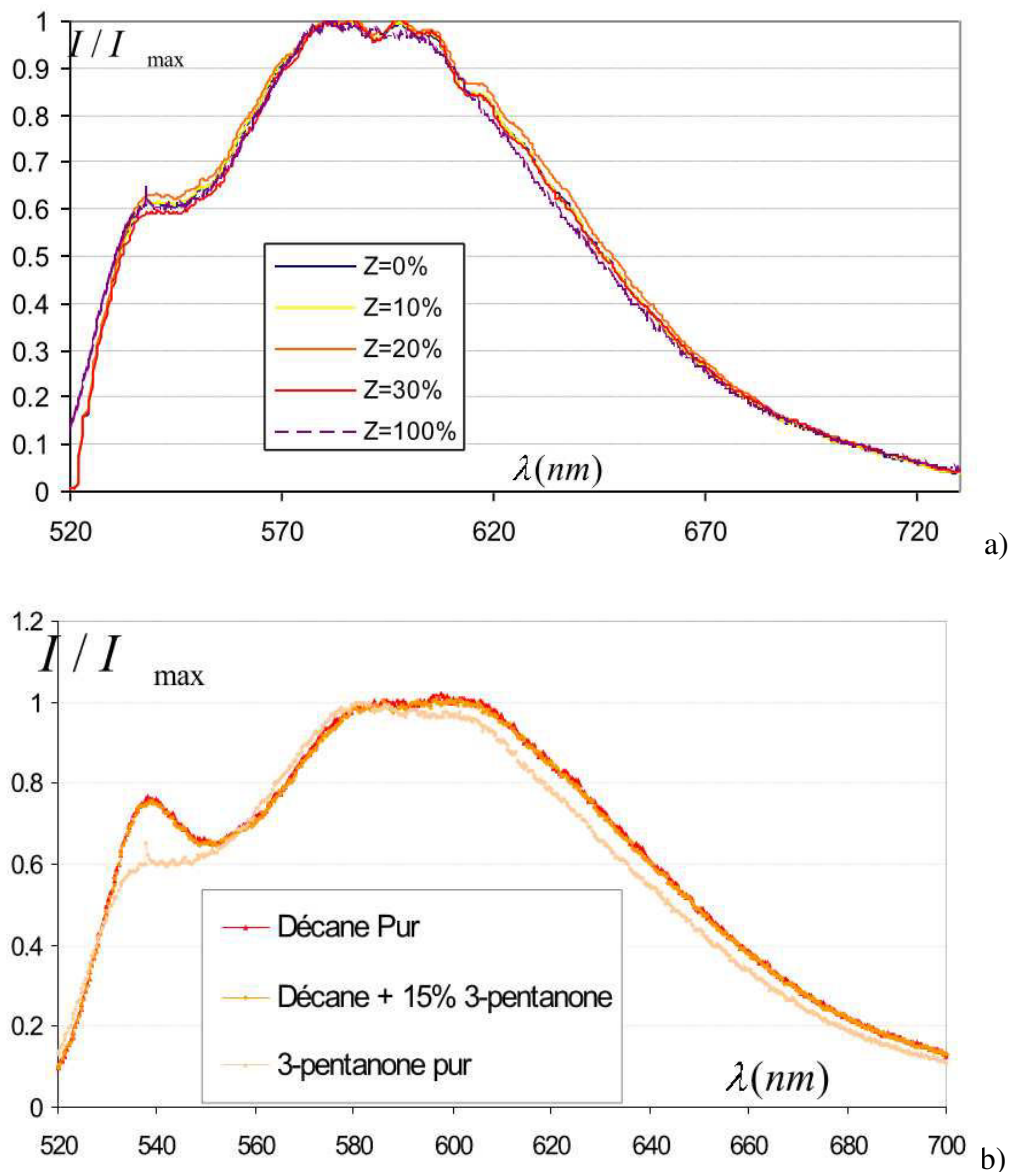 1
I / I max
0.9
0.8
0.7
0.6
0.5
0.4
0.3
0.2
0.1
0
Z=0%
Z=10%
Z=20%
Z=30%
Z=100%
λ(nm)
520 570 620 670 720
a)
1.2
I / I max
1
0.8
0.6
0.4
0.2
0
Décane Pur
Décane + 15% 3-pentanone
3-pentanone pur
λ(nm)
520 540 560 580 600 620 640 660 680 700
b)